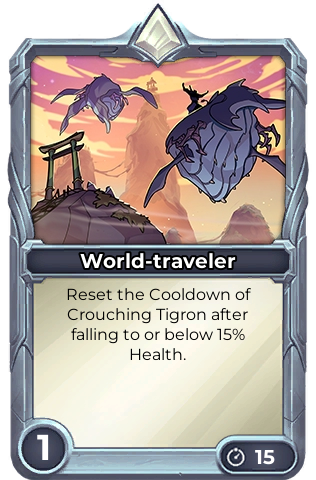 World-traveler
Reset the Cooldown of
Crouching Tigron after
falling to or below 15%
Health.
1
15